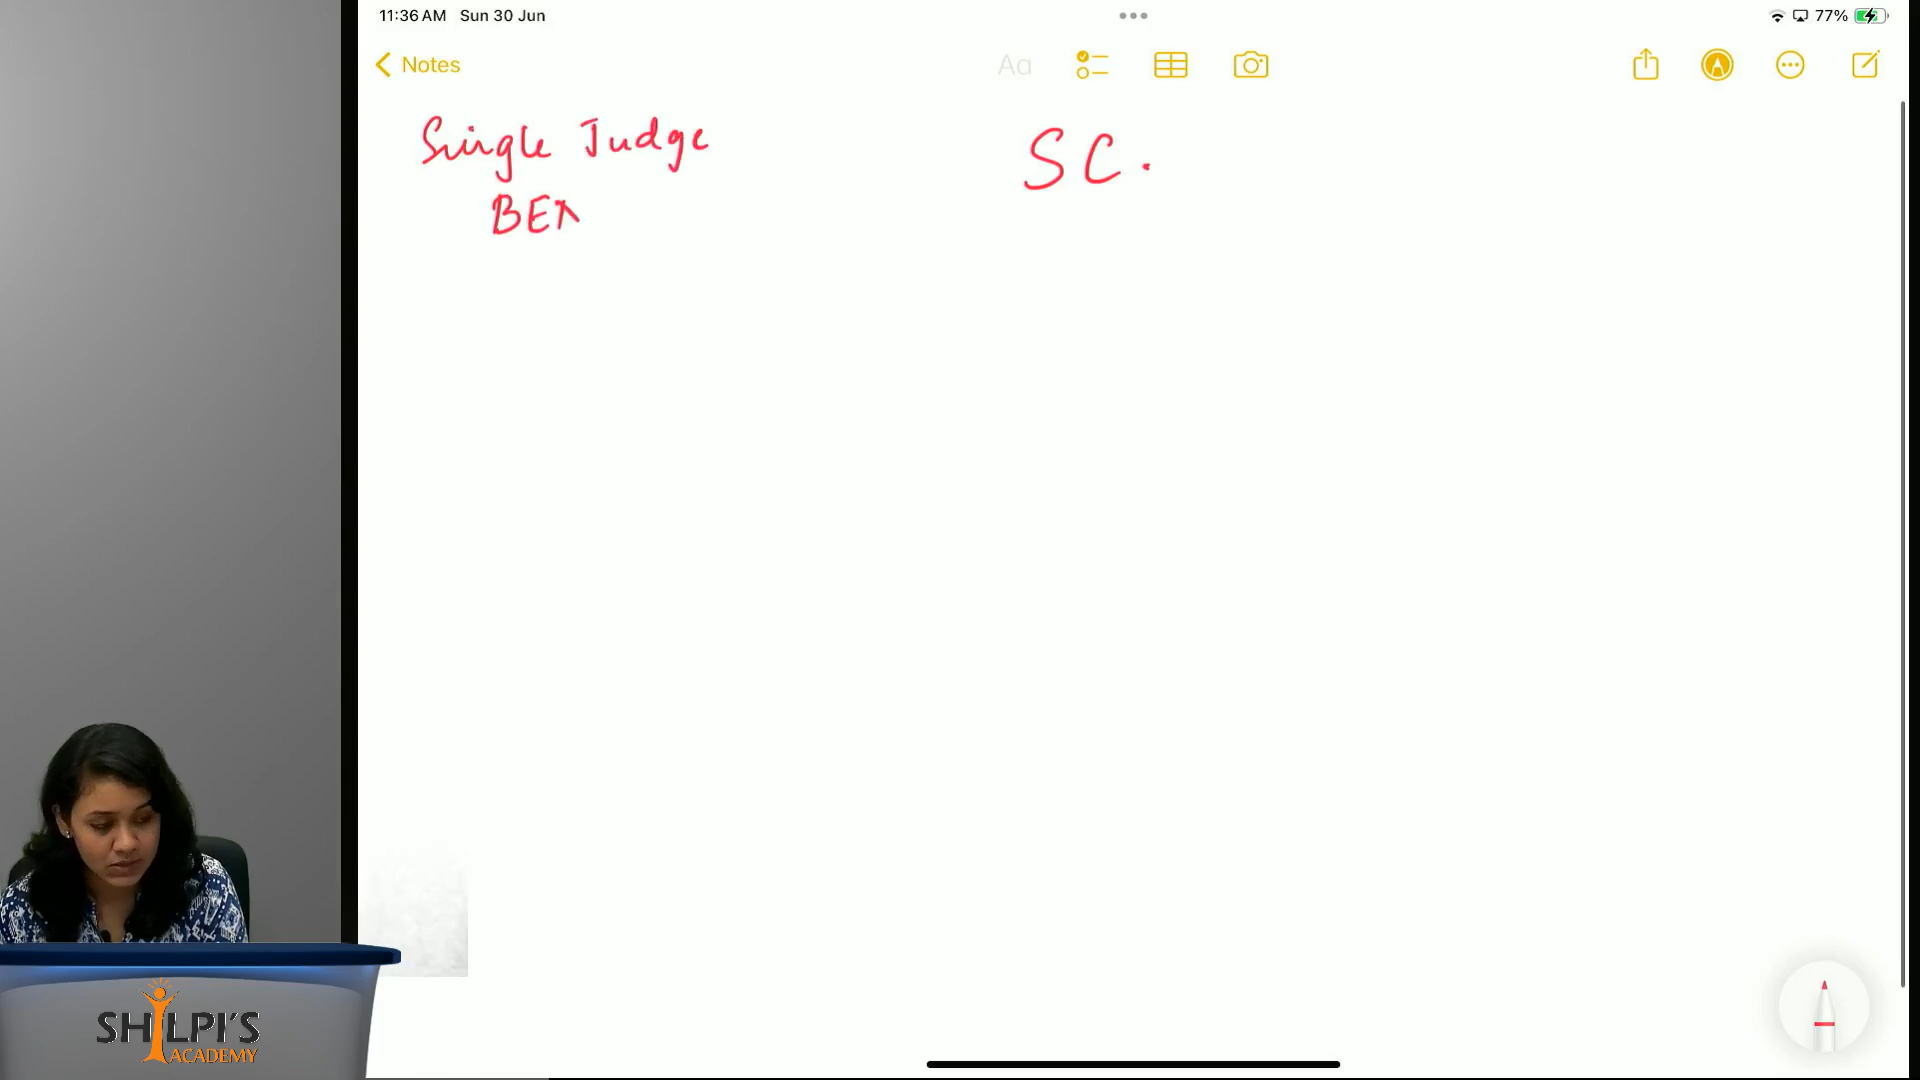 11:36 AM Sun 30 Jun
77%
Notes
Aa
Single Judge
SC.
BEN
SHILPI'S
ACADEMY